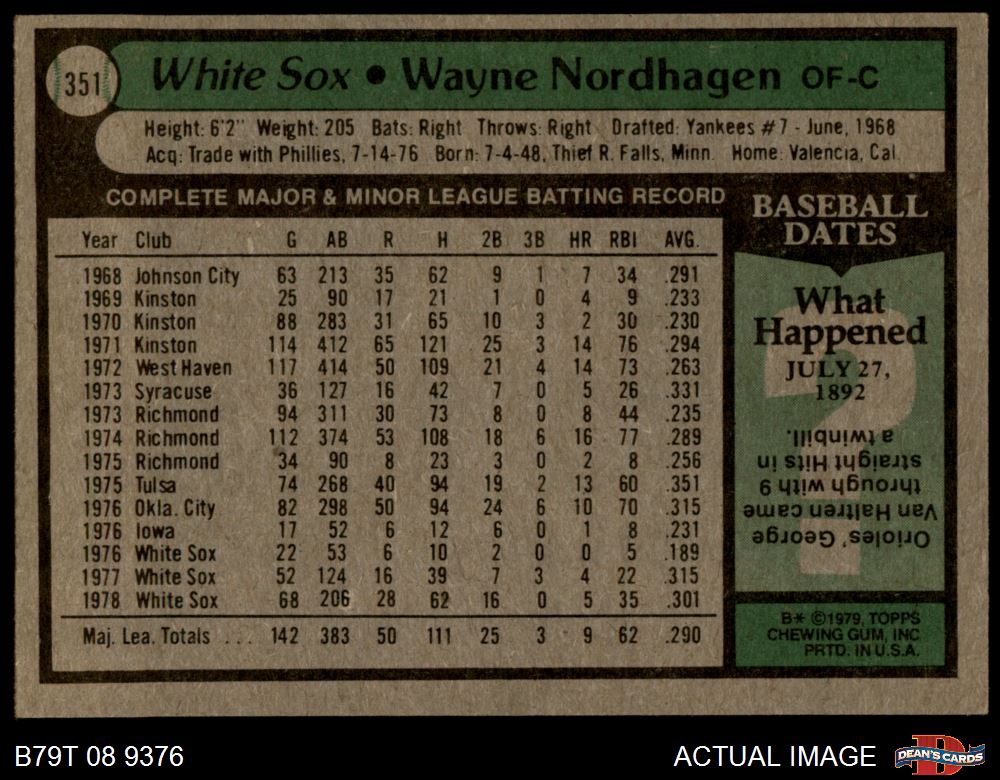 351 White Sox • Wayne Nordhagen OF-C
Height: 6'2" Weight: 205 Bats: Right Throws: Right Drafted: Yankees #7 - June, 1968
Acq: Trade with Phillies, 7-14-76 Born: 7-4-48, Thief R. Falls, Minn. Home: Valencia, Cal.
COMPLETE MAJOR & MINOR LEAGUE BATTING RECORD
Year Club G AB R H 2B 3B HR RBI AVG.
1968 Johnson City 63 213 35 62 9 1 7 34 .291
1969 Kinston 25 90 17 21 1 0 4 9 .233
1970 Kinston 88 283 31 65 10 3 2 30 .230
1971 Kinston 114 412 65 121 25 3 14 76 .294
1972 West Haven 117 414 50 109 21 4 14 73 .263
1973 Syracuse 36 127 16 42 7 0 5 26 .331
1973 Richmond 94 311 30 73 8 0 8 44 .235
1974 Richmond 112 374 53 108 18 6 16 77 .289
1975 Richmond 34 90 8 23 3 0 2 8 .256
1975 Tulsa 74 268 40 94 19 2 13 60 .351
1976 Okla. City 82 298 50 94 24 6 10 70 .315
1976 Iowa 17 52 6 12 6 0 1 8 .231
1976 White Sox 22 53 6 10 2 0 0 5 .189
1977 White Sox 52 124 16 39 7 3 4 22 .315
1978 White Sox 68 206 28 62 16 0 5 35 .301
Maj. Lea. Totals ... 142 383 50 111 25 3 9 62 .290
BASEBALL
DATES
What
Happened
JULY 27,
1892
Orioles' George
Van Haltren came
through with 9
straight Hits in
a twinbill.
B* ©1979, TOPPS
CHEWING GUM, INC
PRTD. IN U.S.A.
B79T 08 9376
ACTUAL IMAGE
D
DEAN'S CARDS